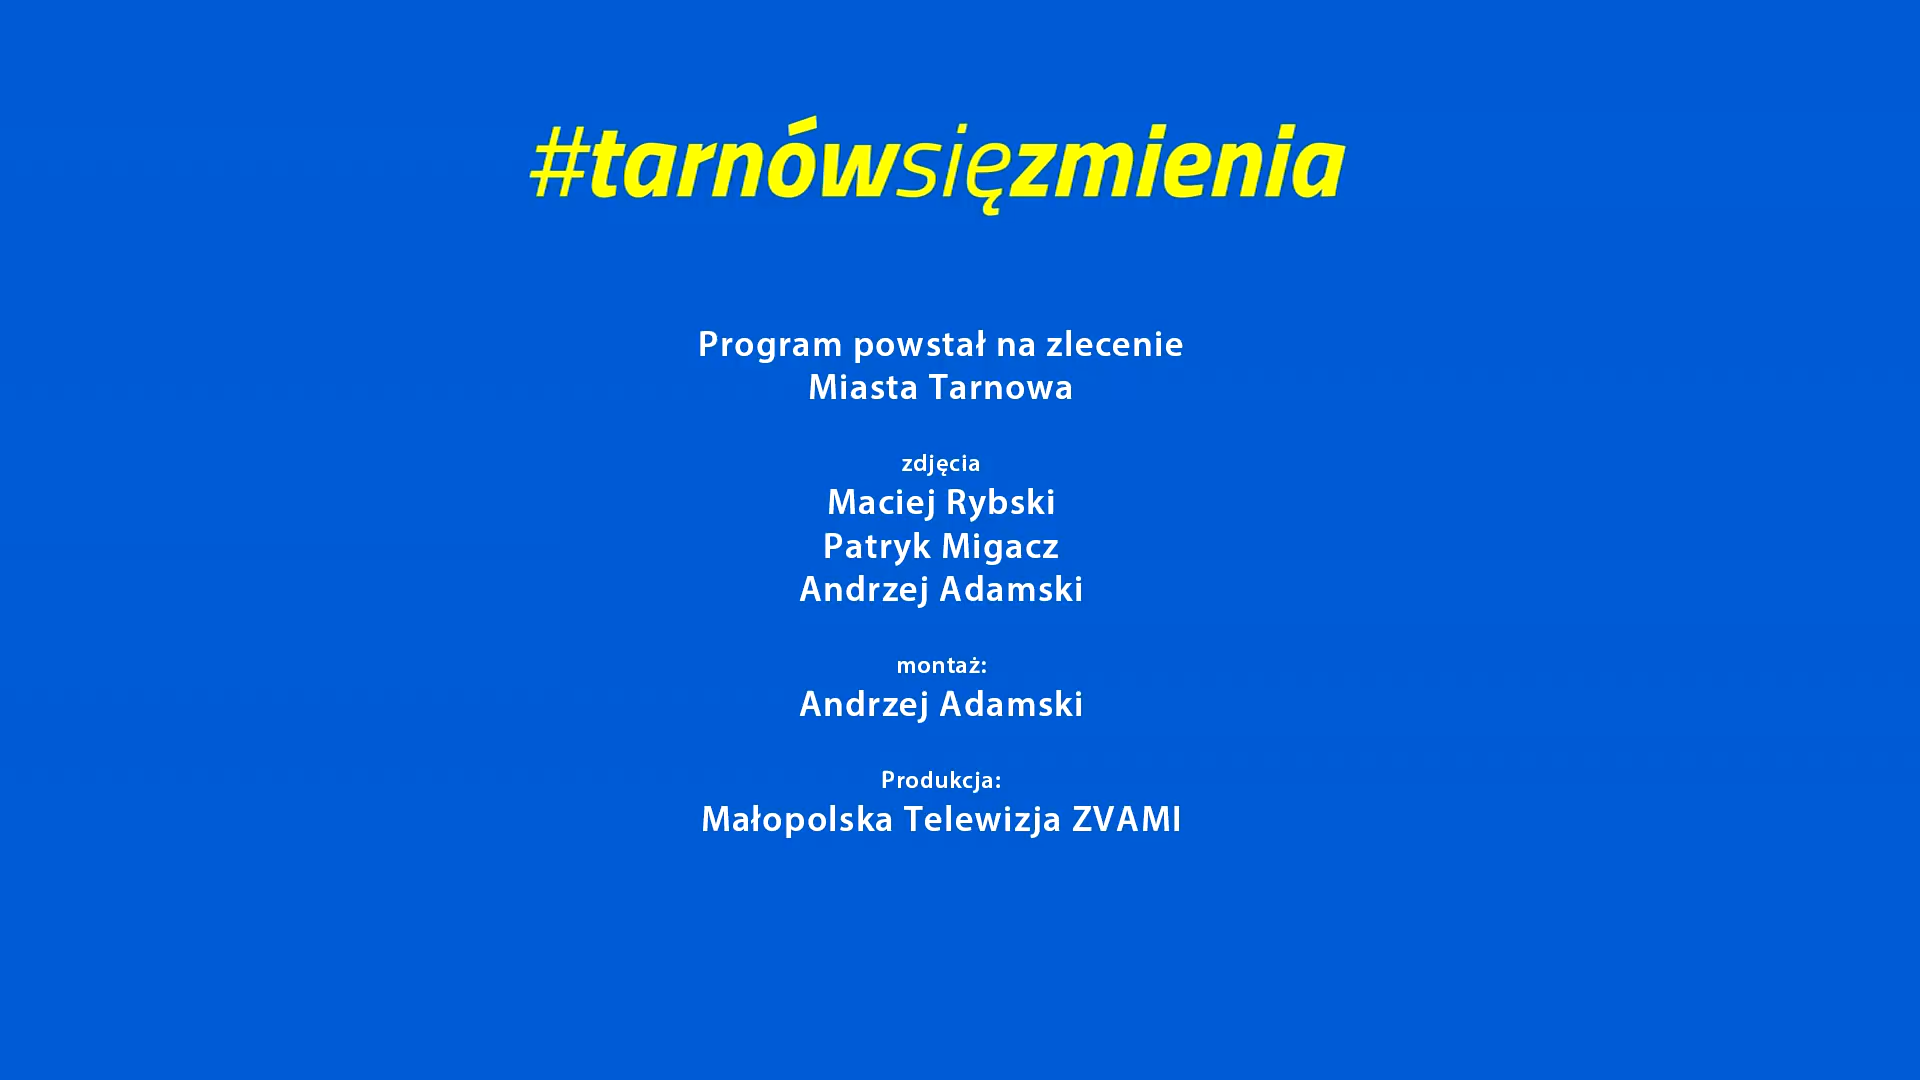 #tarnówsięzmienia
Program powstał na zlecenie
Miasta Tarnowa
zdjęcia
Maciej Rybski
Patryk Migacz
Andrzej Adamski
montaż:
Andrzej Adamski
Produkcja:
Małopolska Telewizja ZVAMI